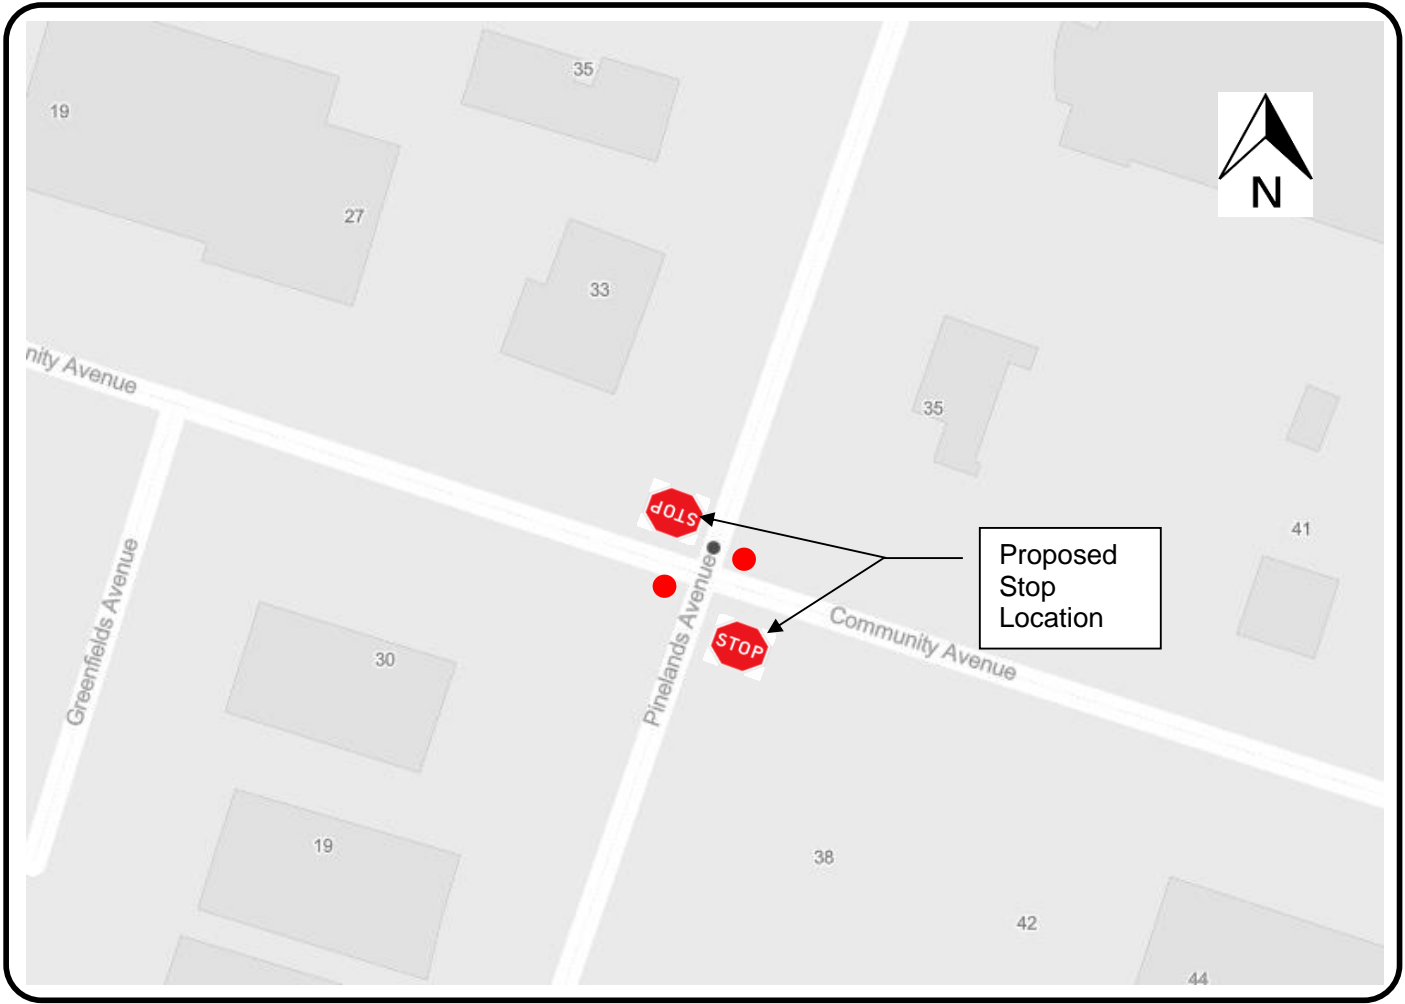 35
19
N
27
33
nity Avenue
35
STOP
41
Proposed
Stop
Location
STOP
Community Avenue
Pinelands Avenue
Greenfields Avenue
30
19
38
42
44